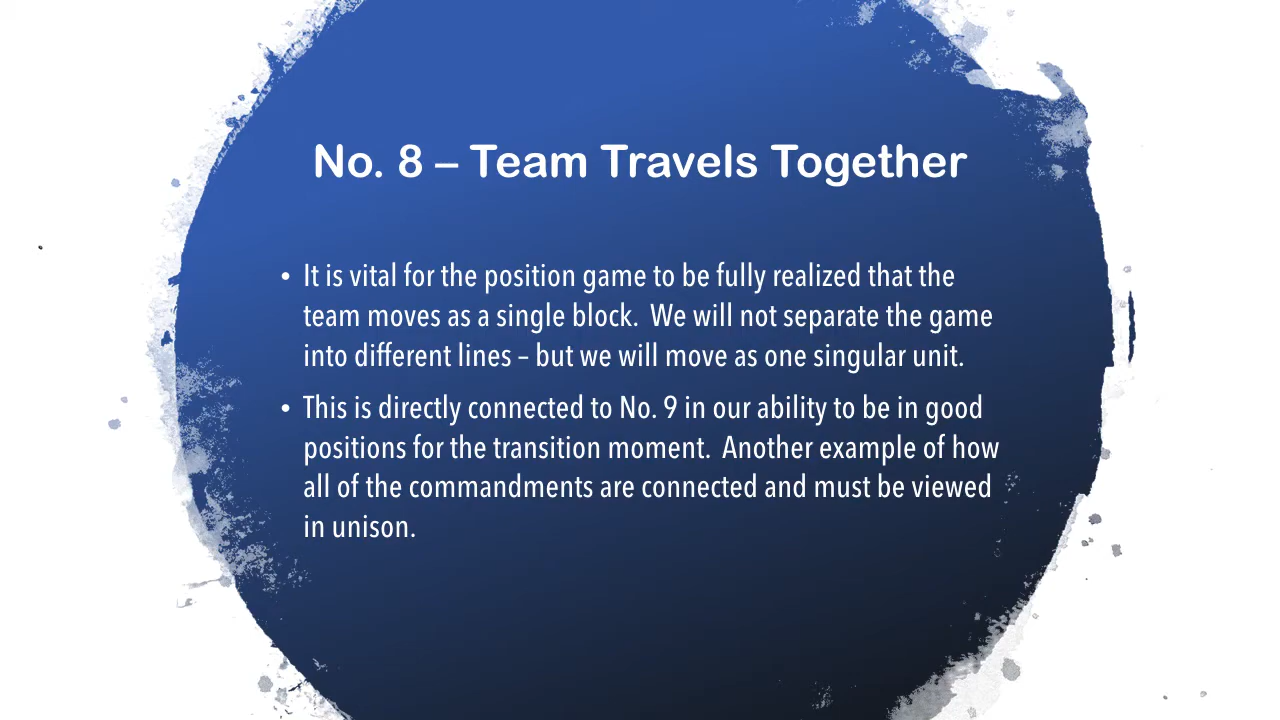 No. 8 – Team Travels Together
• It is vital for the position game to be fully realized that the
team moves as a single block.  We will not separate the game
into different lines – but we will move as one singular unit.
• This is directly connected to No. 9 in our ability to be in good
positions for the transition moment.  Another example of how
all of the commandments are connected and must be viewed
in unison.